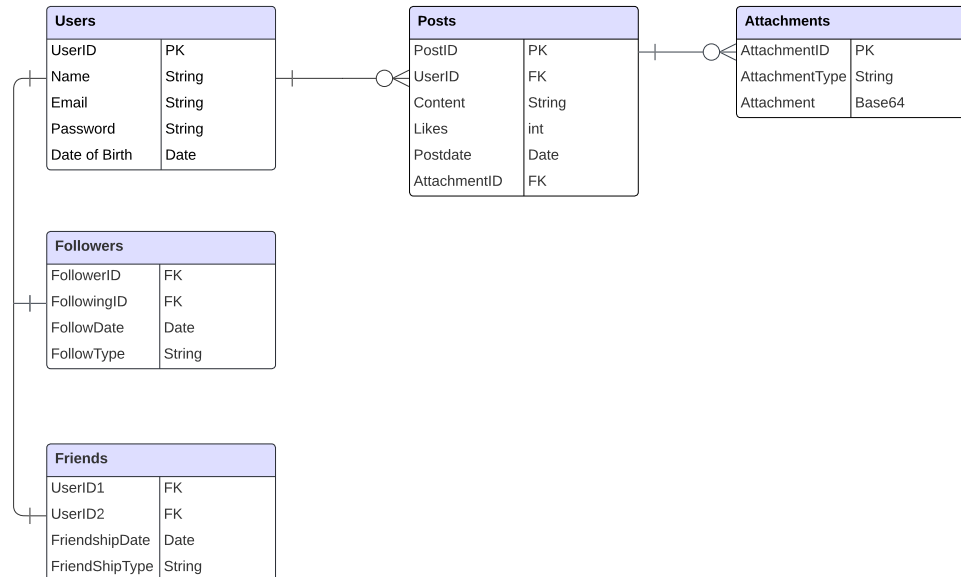 Users
UserID PK
Name String
Email String
Password String
Date of Birth Date
Posts
PostID PK
UserID FK
Content String
Likes int
Postdate Date
AttachmentID FK
Attachments
AttachmentID PK
AttachmentType String
Attachment Base64
Followers
FollowerID FK
FollowingID FK
FollowDate Date
FollowType String
Friends
UserID1 FK
UserID2 FK
FriendshipDate Date
FriendShipType String